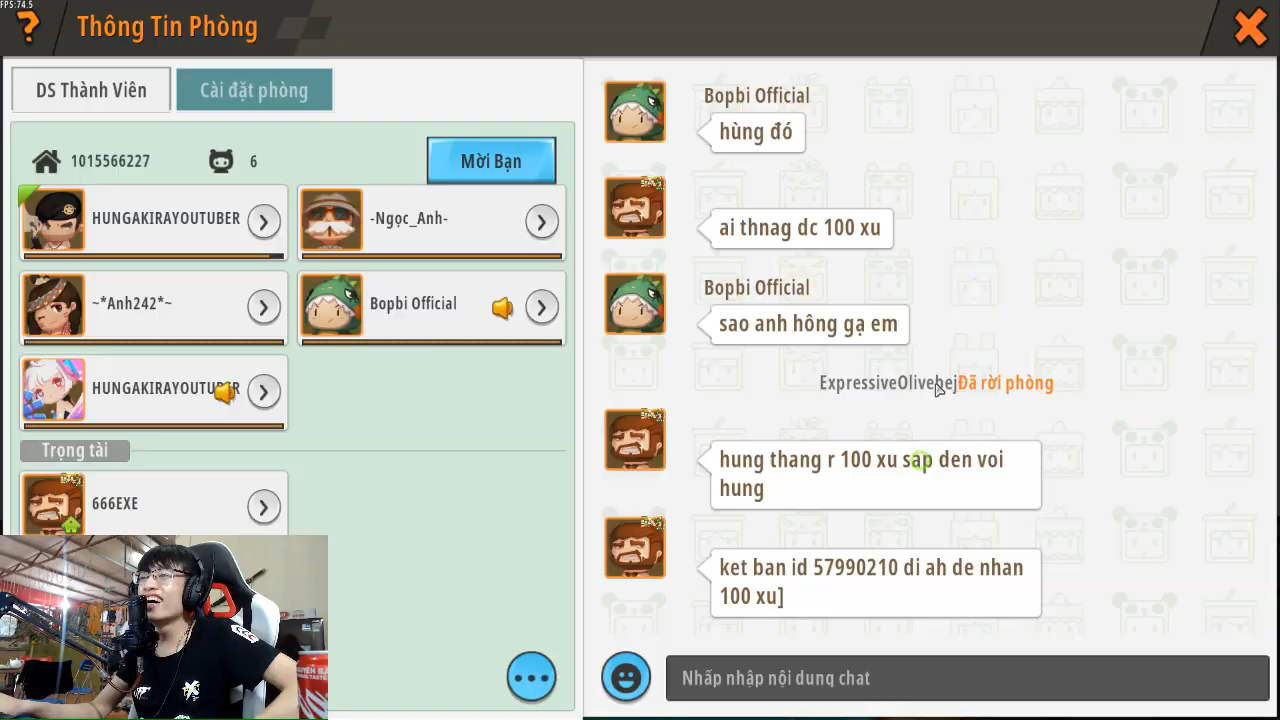 FPS:74.5
Thông Tin Phòng
DS Thành Viên
Cài đặt phòng
1015566227
6
Mời Bạn
HUNGAKIRAYOUTUBER
-Ngọc_Anh-
~*Anh242*~
Bopbi Official
HUNGAKIRAYOUTUBER
Trọng tài
666EXE
Bopbi Official
hùng đó
ai thnag dc 100 xu
Bopbi Official
sao anh hông gạ em
ExpressiveOlivebejĐã rời phòng
hung thang r 100 xu sap den voi
hung
ket ban id 57990210 di ah de nhan
100 xu]
Nhấp nhập nội dung chat